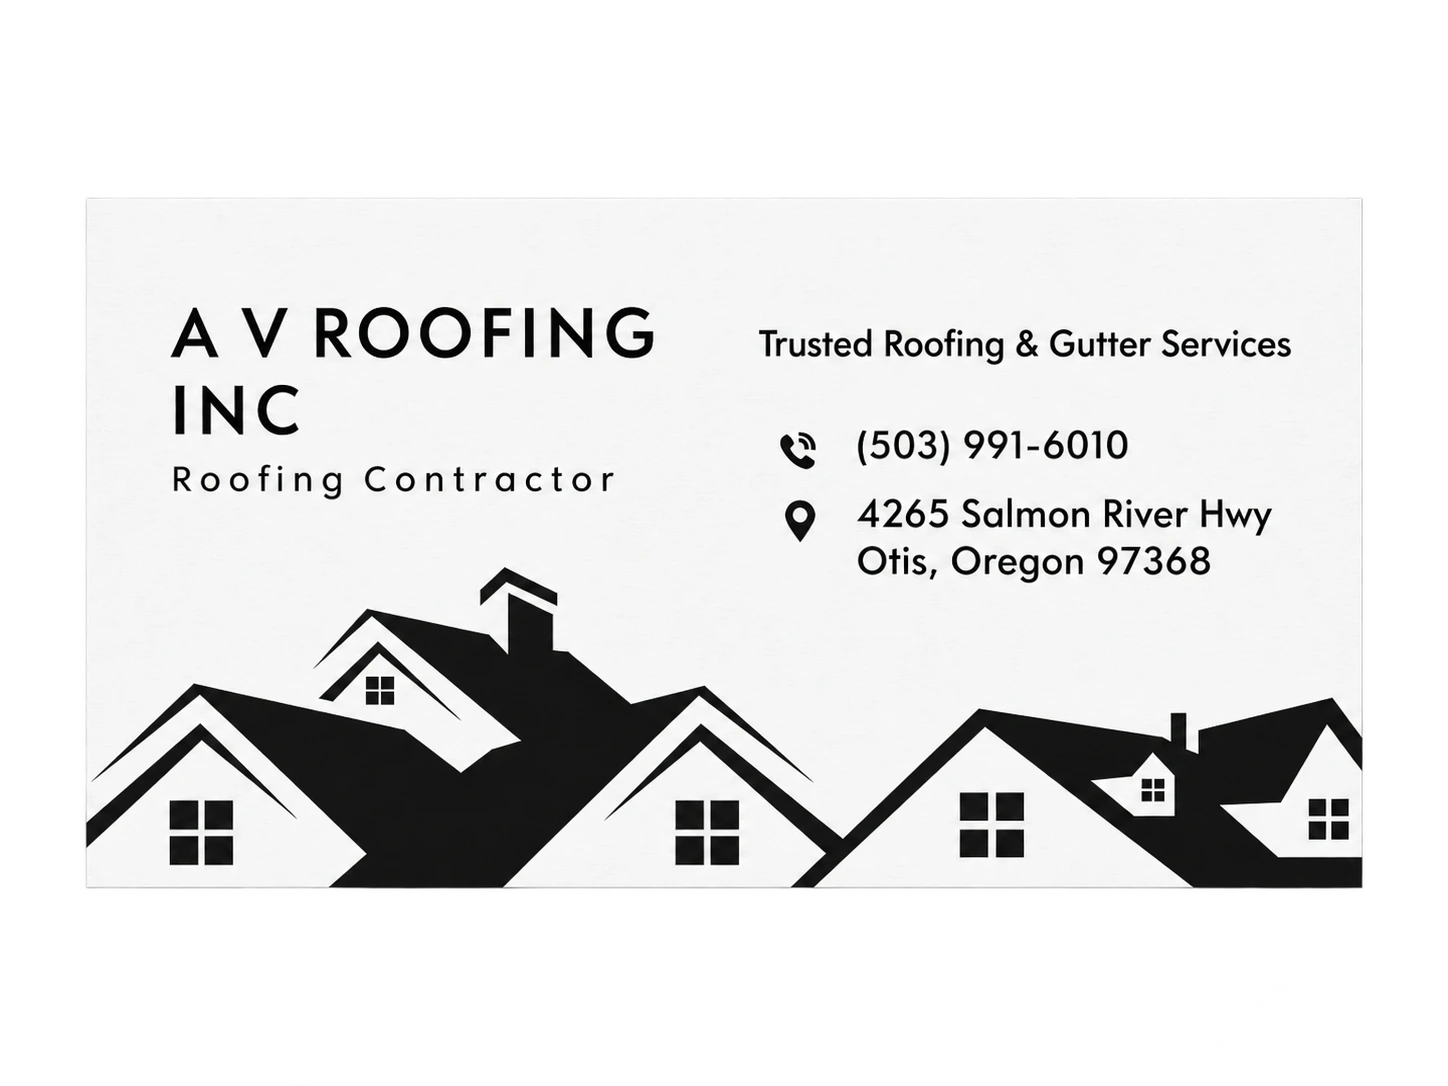 A V ROOFING
INC
Roofing Contractor
Trusted Roofing & Gutter Services
(503) 991-6010
4265 Salmon River Hwy
Otis, Oregon 97368